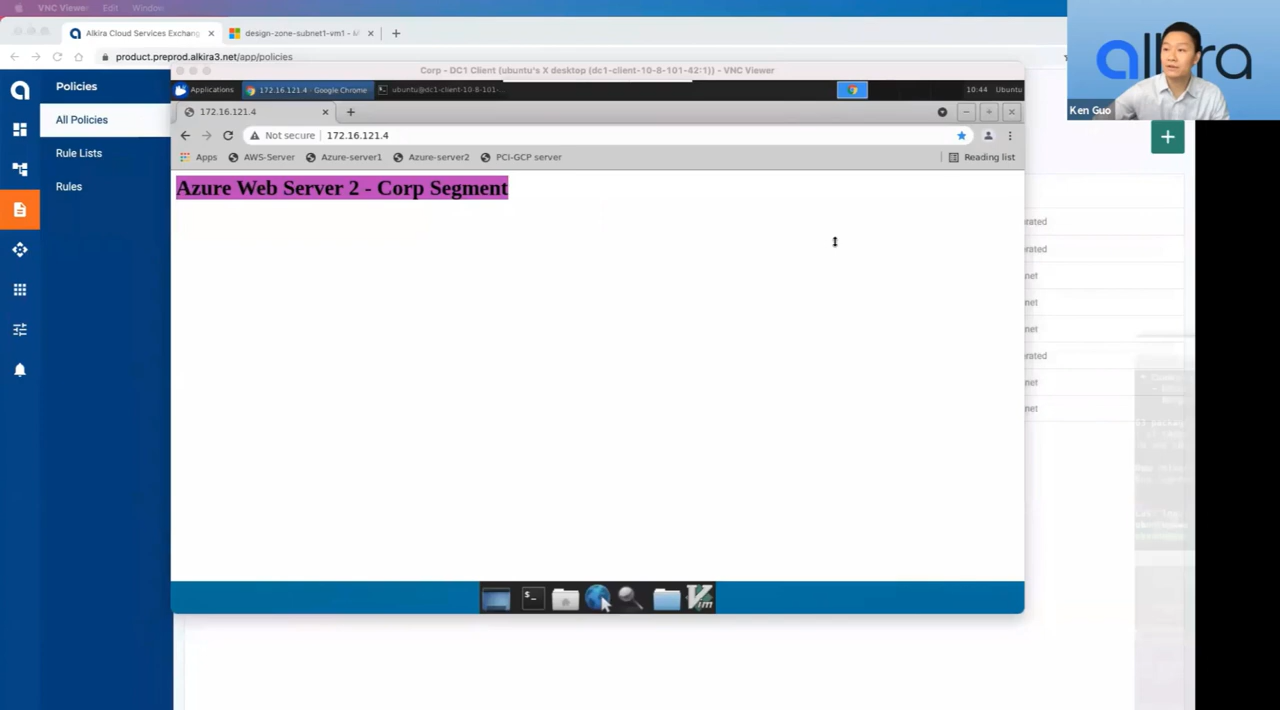 VNC Viewer Edit Window
Alkira Cloud Services Exchang
design-zone-subnet1-vm1 -
product.preprod.alkira3.net/app/policies
alkira
Ken Guo
Policies
All Policies
Rule Lists
Rules
Corp - DC1 Client (ubuntu's X desktop (dc1-client-10-8-101-42:1)) - VNC Viewer
Applications
172.16.121.4 - Google Chrome
ubuntu@dc1-client-10-8-101-...
10:44 Ubuntu
172.16.121.4
Not secure
172.16.121.4
Apps
AWS-Server
Azure-server1
Azure-server2
PCI-GCP server
Reading list
Azure Web Server 2 - Corp Segment
erated
erated
net
net
net
erated
net
net
$_
Vim